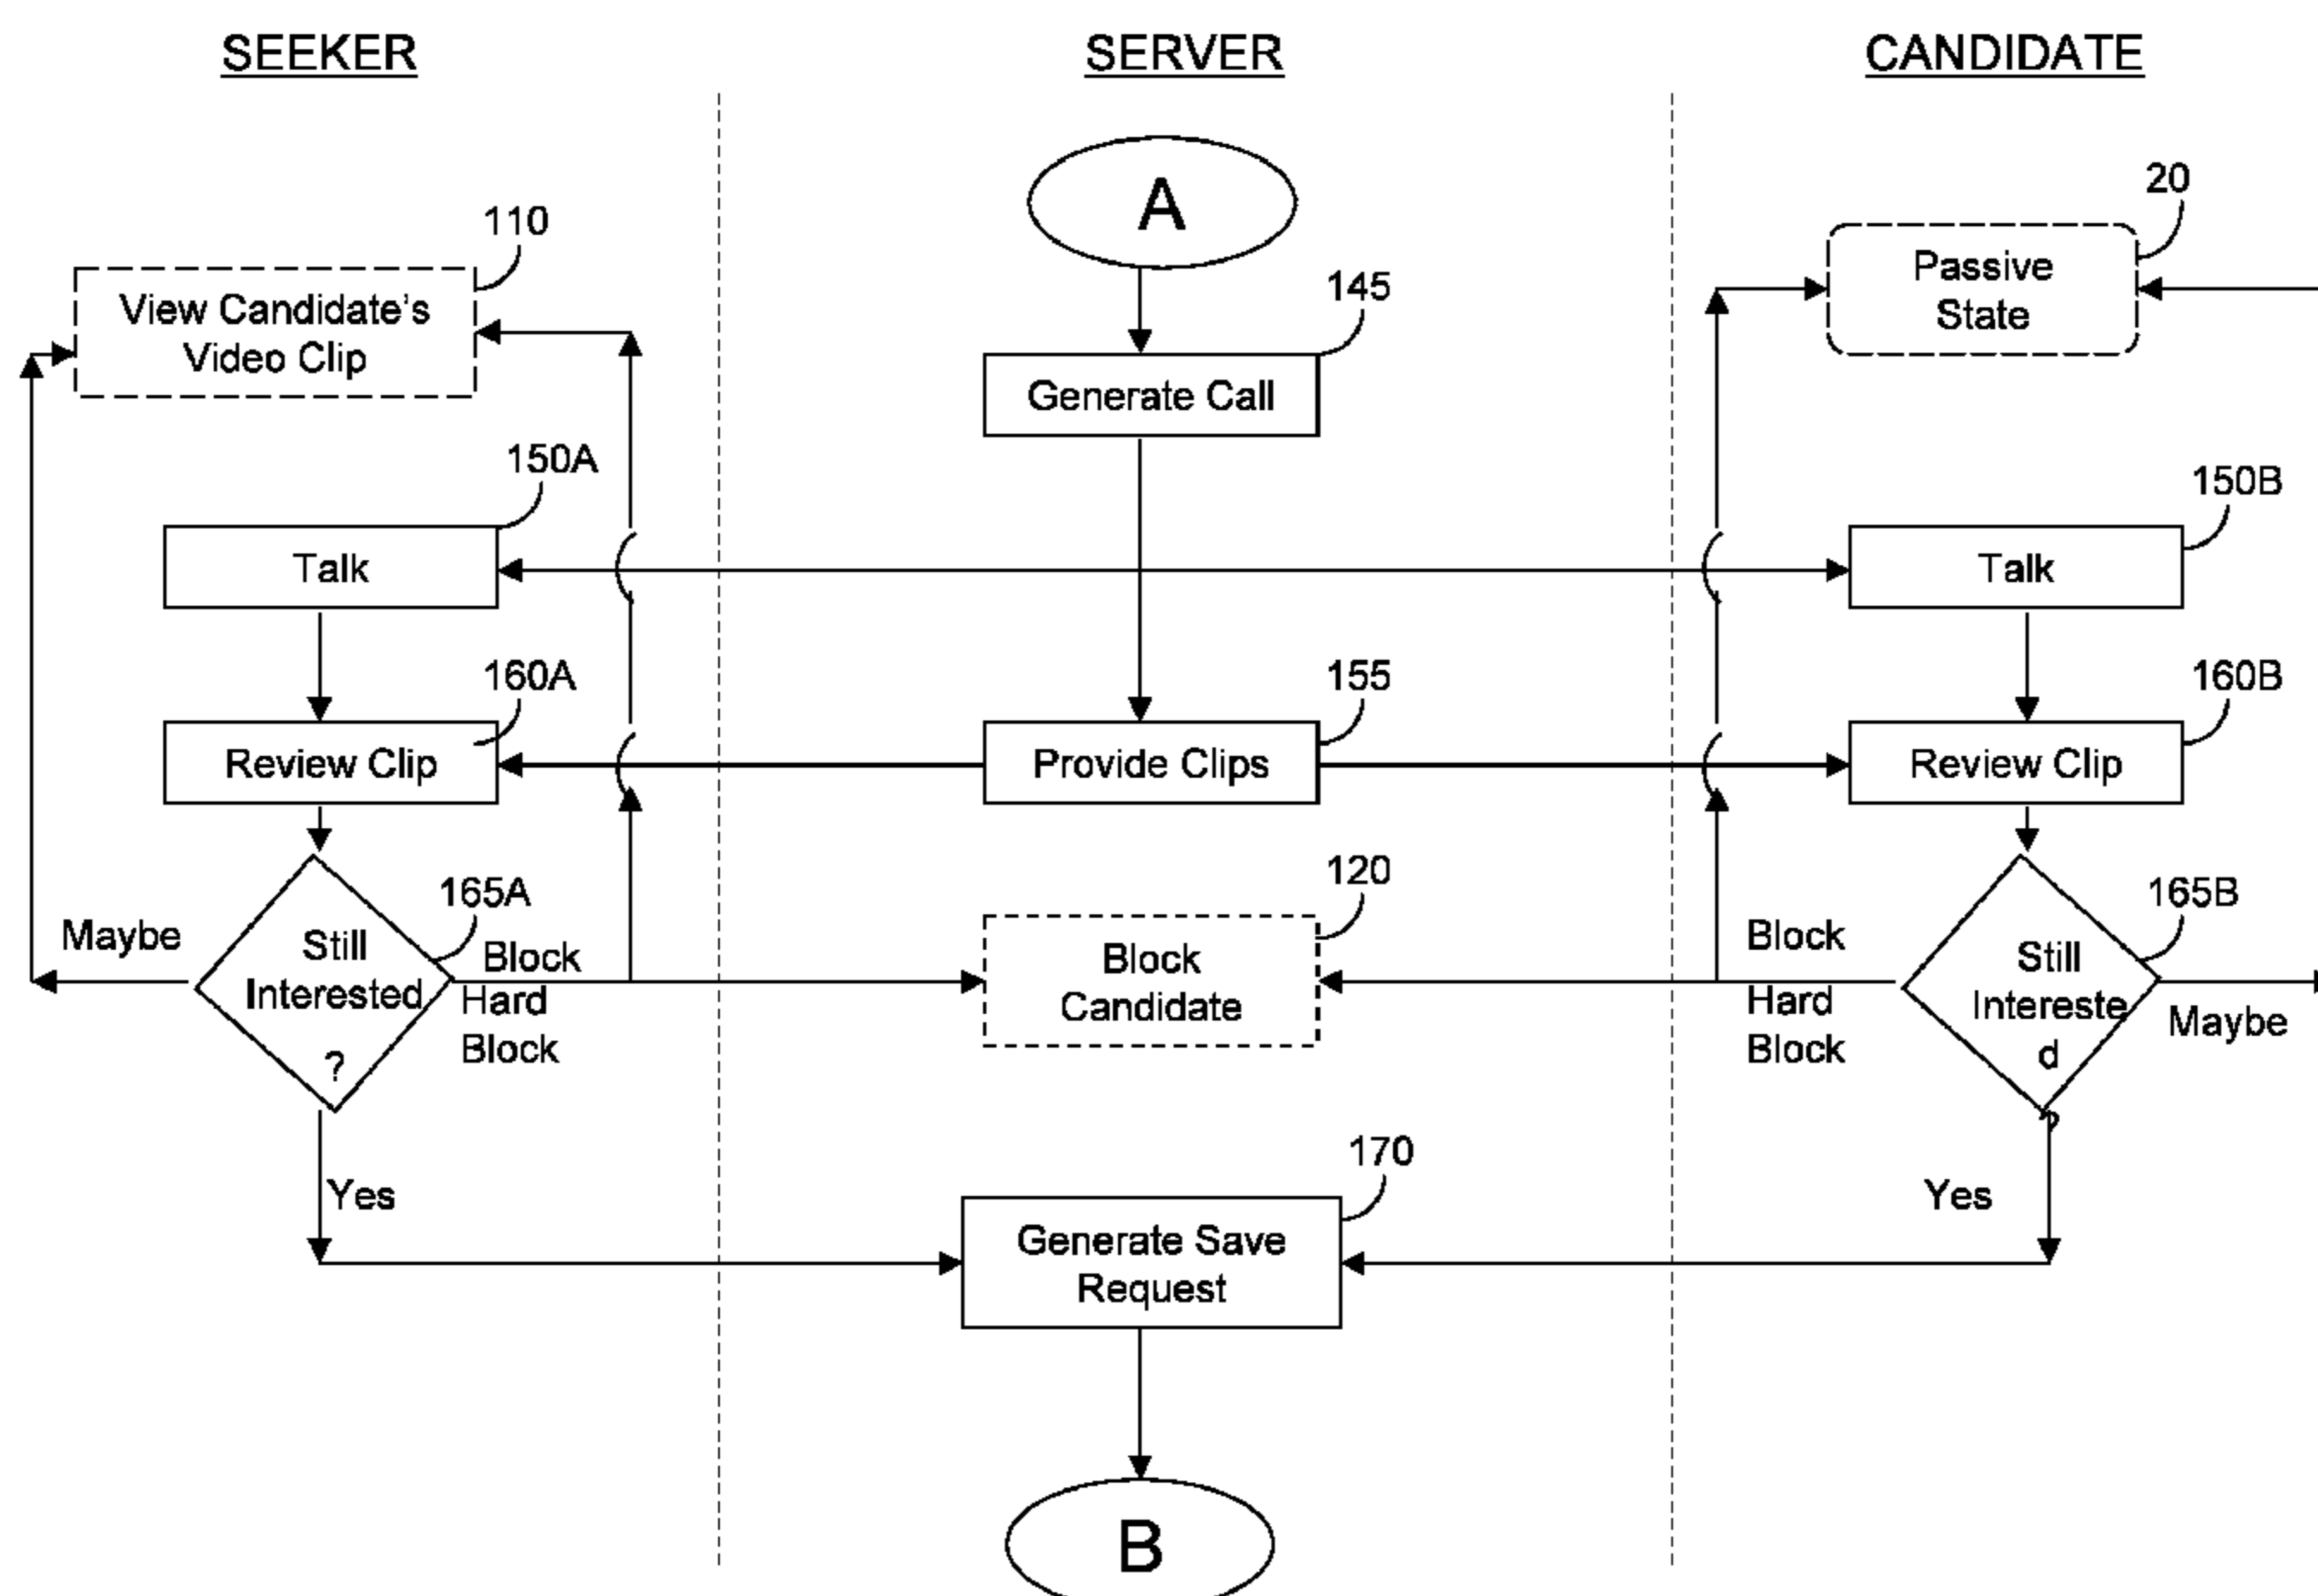 SEEKER
SERVER
CANDIDATE
A
20
110
Passive
State
View Candidate's
Video Clip
145
Generate Call
150A
150B
Talk
Talk
160A
155
160B
Review Clip
Provide Clips
Review Clip
120
165A
165B
Maybe
Still
Interested
?
Block
Hard
Block
Block
Candidate
Block
Hard
Block
Still
Intereste
d
?
Maybe
170
Yes
Yes
Generate Save
Request
B